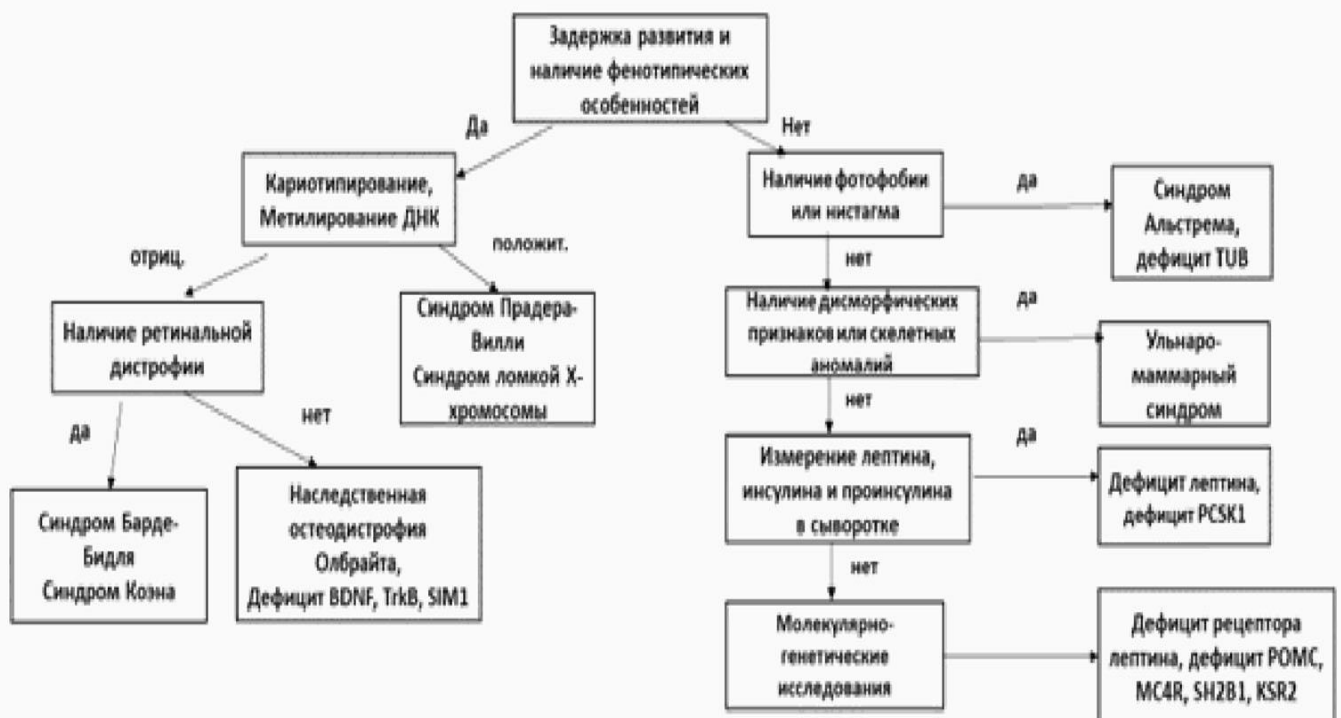 Задержка развития и
наличие фенотипических
особенностей
Да
Нет
Кариотипирование,
Метилирование ДНК
Наличие фотофобии
или нистагма
да
Синдром
Альстрема,
дефицит TUB
отриц.
положит.
нет
Наличие ретинальной
дистрофии
Синдром Прадера-
Вилли
Синдром ломкой Х-
хромосомы
Наличие дисморфических
признаков или скелетных
аномалий
да
Ульнаро-
маммарный
синдром
да
нет
нет
Измерение лептина,
инсулина и проинсулина
в сыворотке
да
Дефицит лептина,
дефицит PCSK1
Синдром Барде-
Бидля
Синдром Коэна
Наследственная
остеодистрофия
Олбрайта,
Дефицит BDNF, TrkB, SIM1
нет
Молекулярно-
генетические
исследования
Дефицит рецептора
лептина, дефицит POMC,
MC4R, SH2B1, KSR2